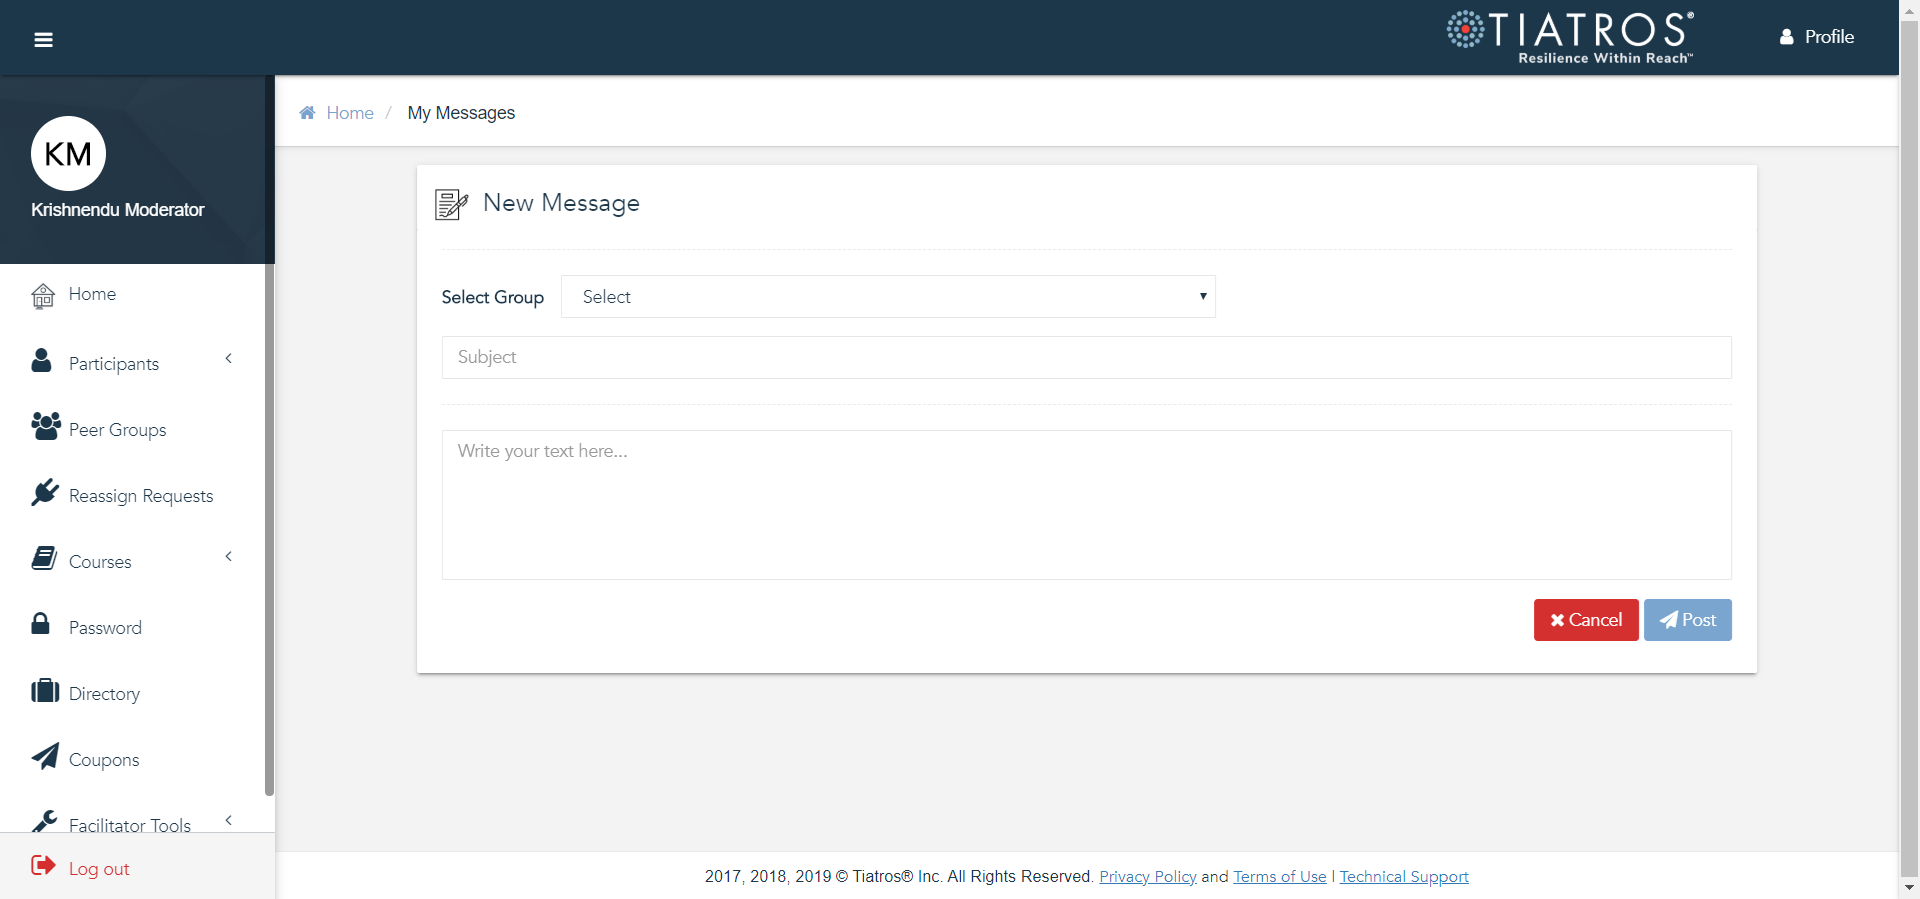 TIATROS®
Resilience Within Reach™
Profile
KM
Krishnendu Moderator
Home / My Messages
New Message
Select Group
Select
Subject
Write your text here...
Cancel
Post
Home
Participants
Peer Groups
Reassign Requests
Courses
Password
Directory
Coupons
Facilitator Tools
Log out
2017, 2018, 2019 © Tiatros® Inc. All Rights Reserved. Privacy Policy and Terms of Use | Technical Support